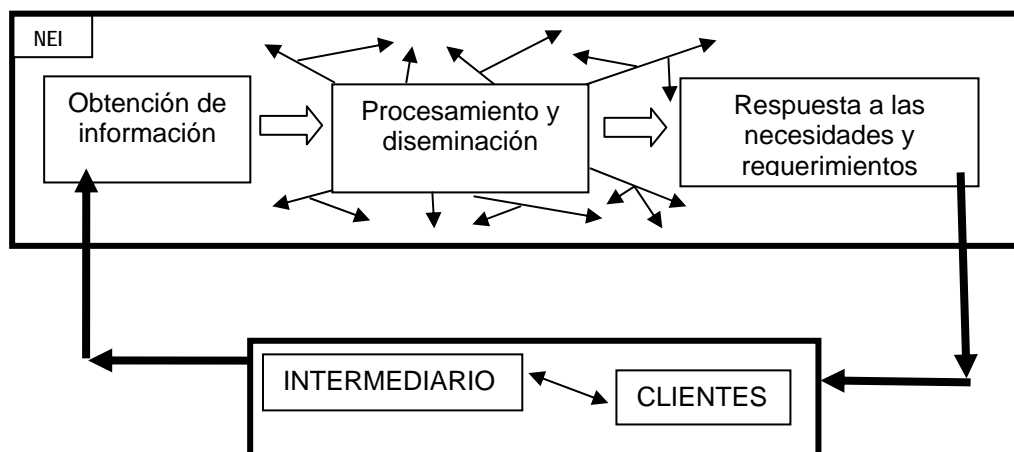 NEI
Obtención de
información
Procesamiento y
diseminación
Respuesta a las
necesidades y
requerimientos
INTERMEDIARIO
CLIENTES